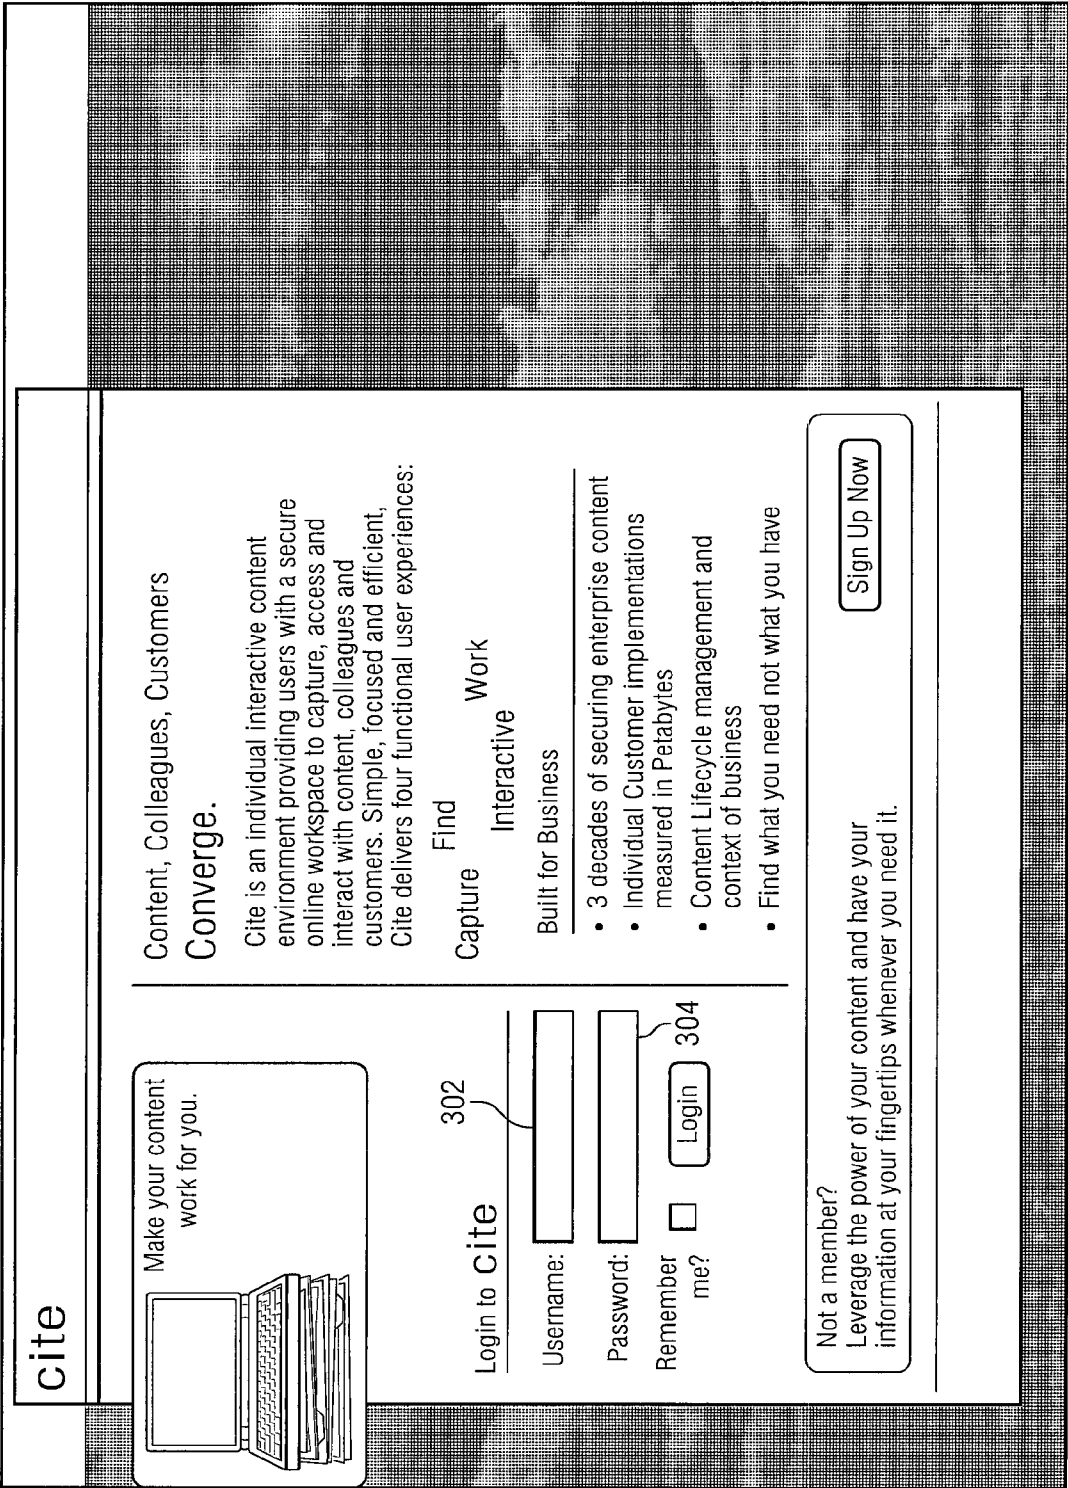 cite
Make your content
work for you.
Login to cite
302
Username:
Password:
304
Remember
me?
Login
Content, Colleagues, Customers
Converge.
Cite is an individual interactive content
environment providing users with a secure
online workspace to capture, access and
interact with content, colleagues and
customers. Simple, focused and efficient,
Cite delivers four functional user experiences:
Find
Capture Work
Interactive
Built for Business
• 3 decades of securing enterprise content
• Individual Customer implementations
measured in Petabytes
• Content Lifecycle management and
context of business
• Find what you need not what you have
Not a member?
Leverage the power of your content and have your
information at your fingertips whenever you need it.
Sign Up Now